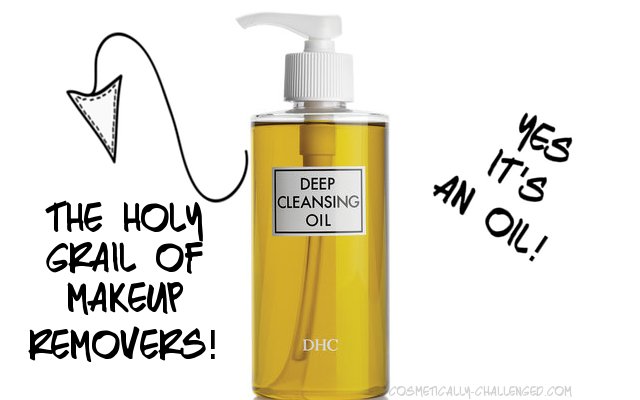 THE HOLY
GRAIL OF
MAKEUP
REMOVERS!
DEEP
CLEANSING
OIL
DHC
YES
IT'S
AN OIL!
COSMETICALLY-CHALLENGED.COM